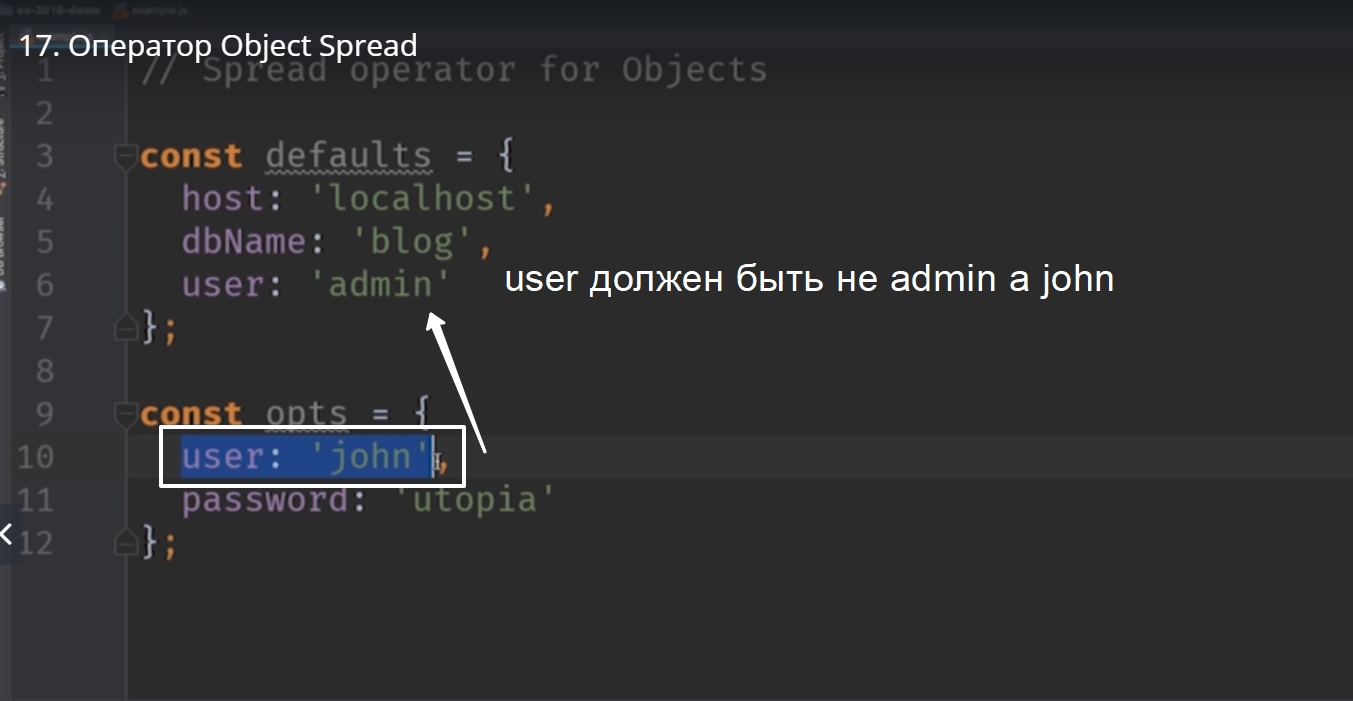 es-2018-demo example.js
17. Оператор Object Spread
1 // Spread operator for Objects
2
3 const defaults = {
4 host: 'localhost',
5 dbName: 'blog',
6 user: 'admin' user должен быть не admin а john
7 };
8
9 const opts = {
10 user: 'john',
11 password: 'utopia'
12 };